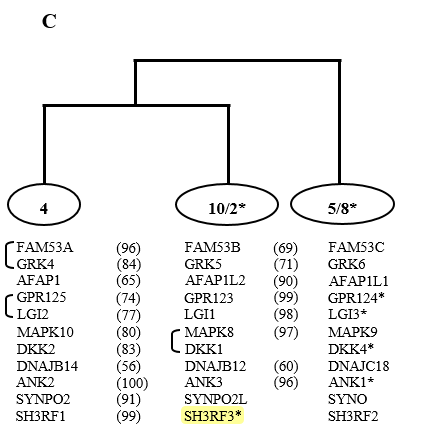 C
4 10/2* 5/8*
FAM53A (96) FAM53B (69) FAM53C
GRK4 (84) GRK5 (71) GRK6
AFAP1 (65) AFAP1L2 (90) AFAP1L1
GPR125 (74) GPR123 (99) GPR124*
LGI2 (77) LGI1 (98) LGI3*
MAPK10 (80) MAPK8 (97) MAPK9
DKK2 (83) DKK1 DKK4*
DNAJB14 (56) DNAJB12 (60) DNAJC18
ANK2 (100) ANK3 (96) ANK1*
SYNPO2 (91) SYNPO2L SYNO
SH3RF1 (99) SH3RF3* SH3RF2